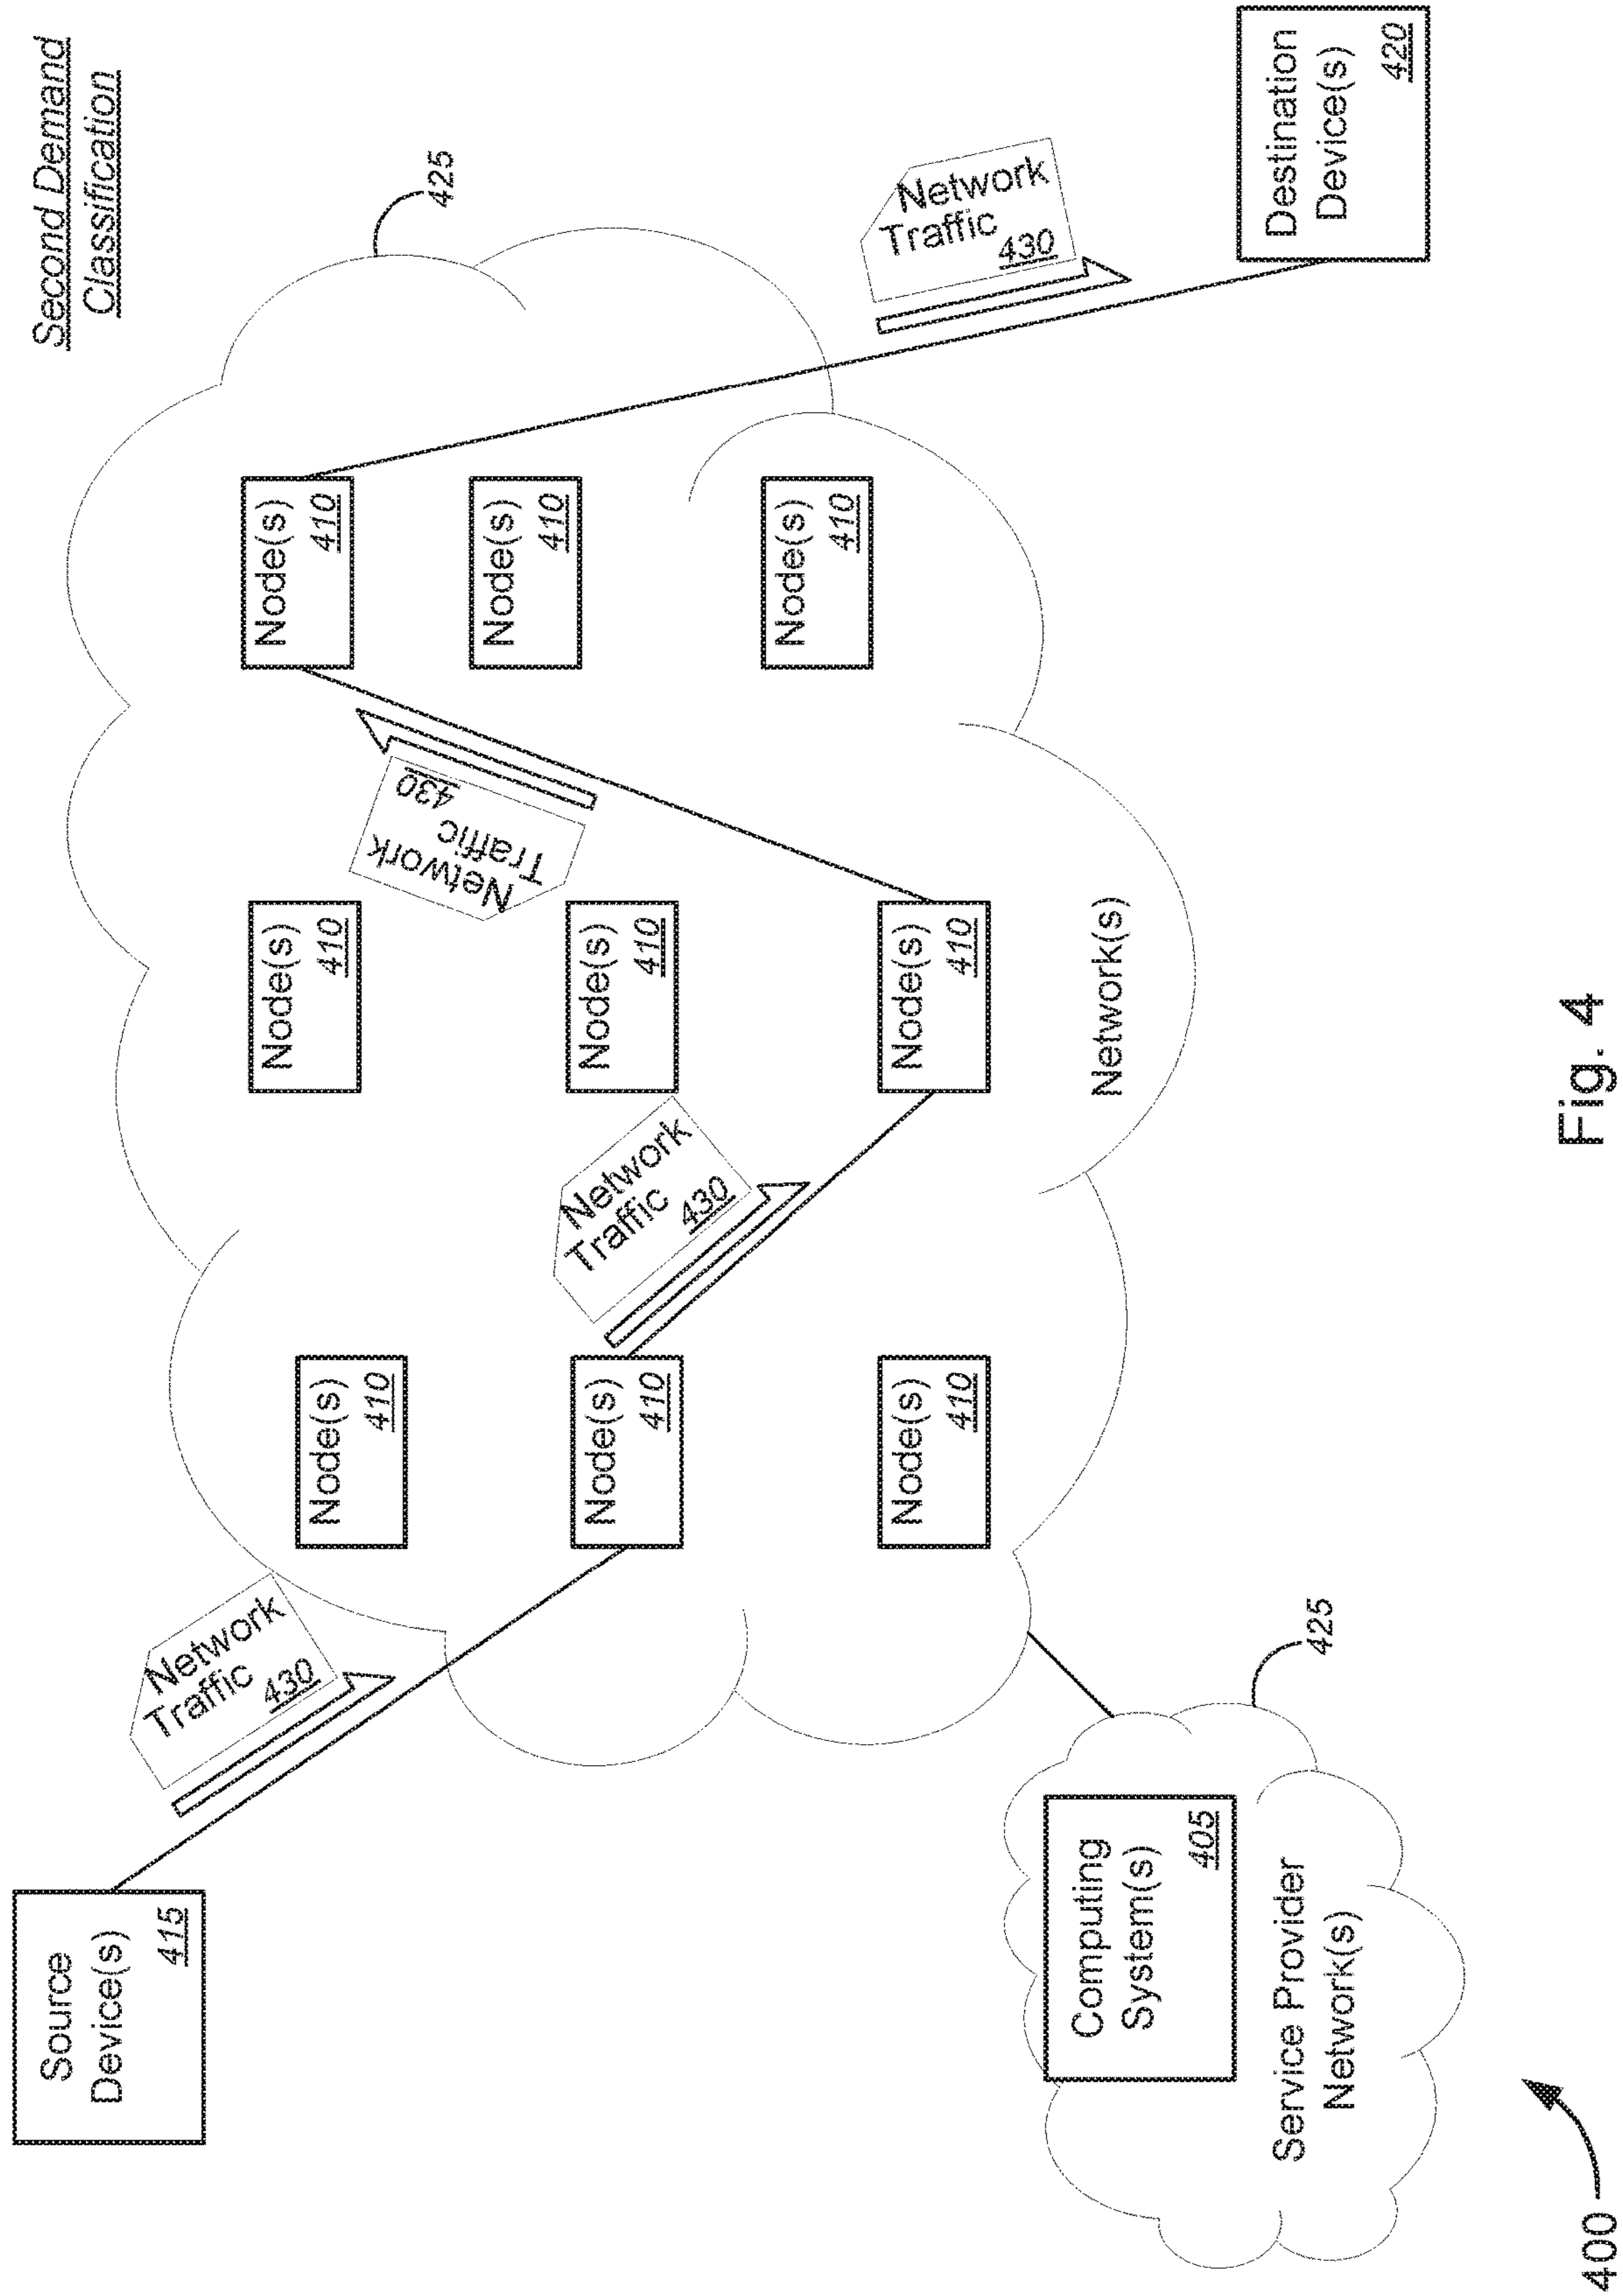 Second Demand
Classification
Source
Device(s)
415
Network
Traffic
430
425
Node(s)
410
Node(s)
410
Node(s)
410
Network
Traffic
430
Node(s)
410
Node(s)
410
Node(s)
410
Network
Traffic
430
Node(s)
410
Node(s)
410
Node(s)
410
Network
Traffic
430
Network(s)
Computing
System(s)
405
Service Provider
Network(s)
425
Destination
Device(s)
420
400
Fig. 4